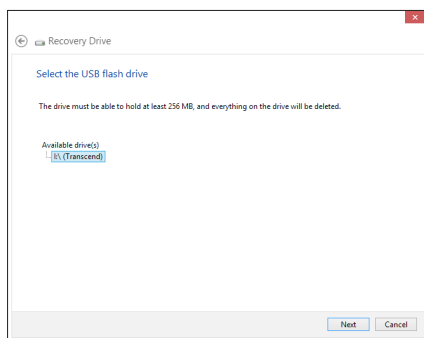 Recovery Drive
Select the USB flash drive
The drive must be able to hold at least 256 MB, and everything on the drive will be deleted.
Available drive(s)
I:\ (Transcend)
Next
Cancel